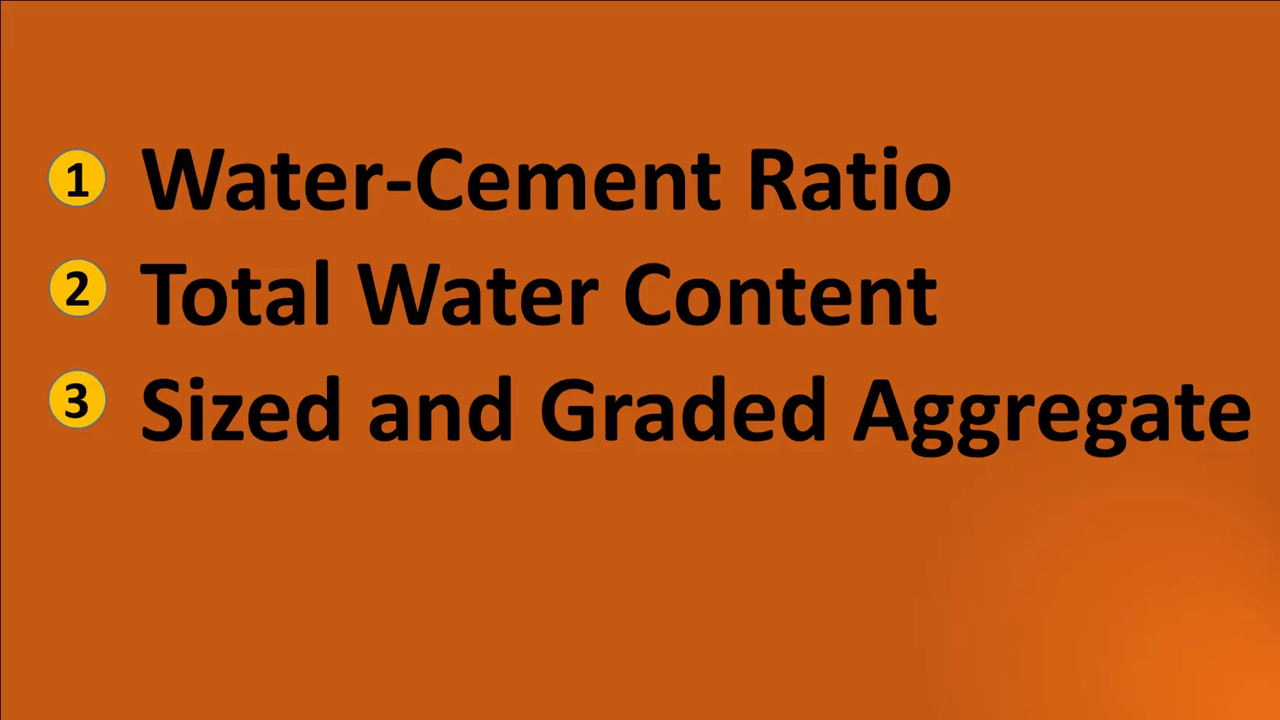 1 Water-Cement Ratio
2 Total Water Content
3 Sized and Graded Aggregate